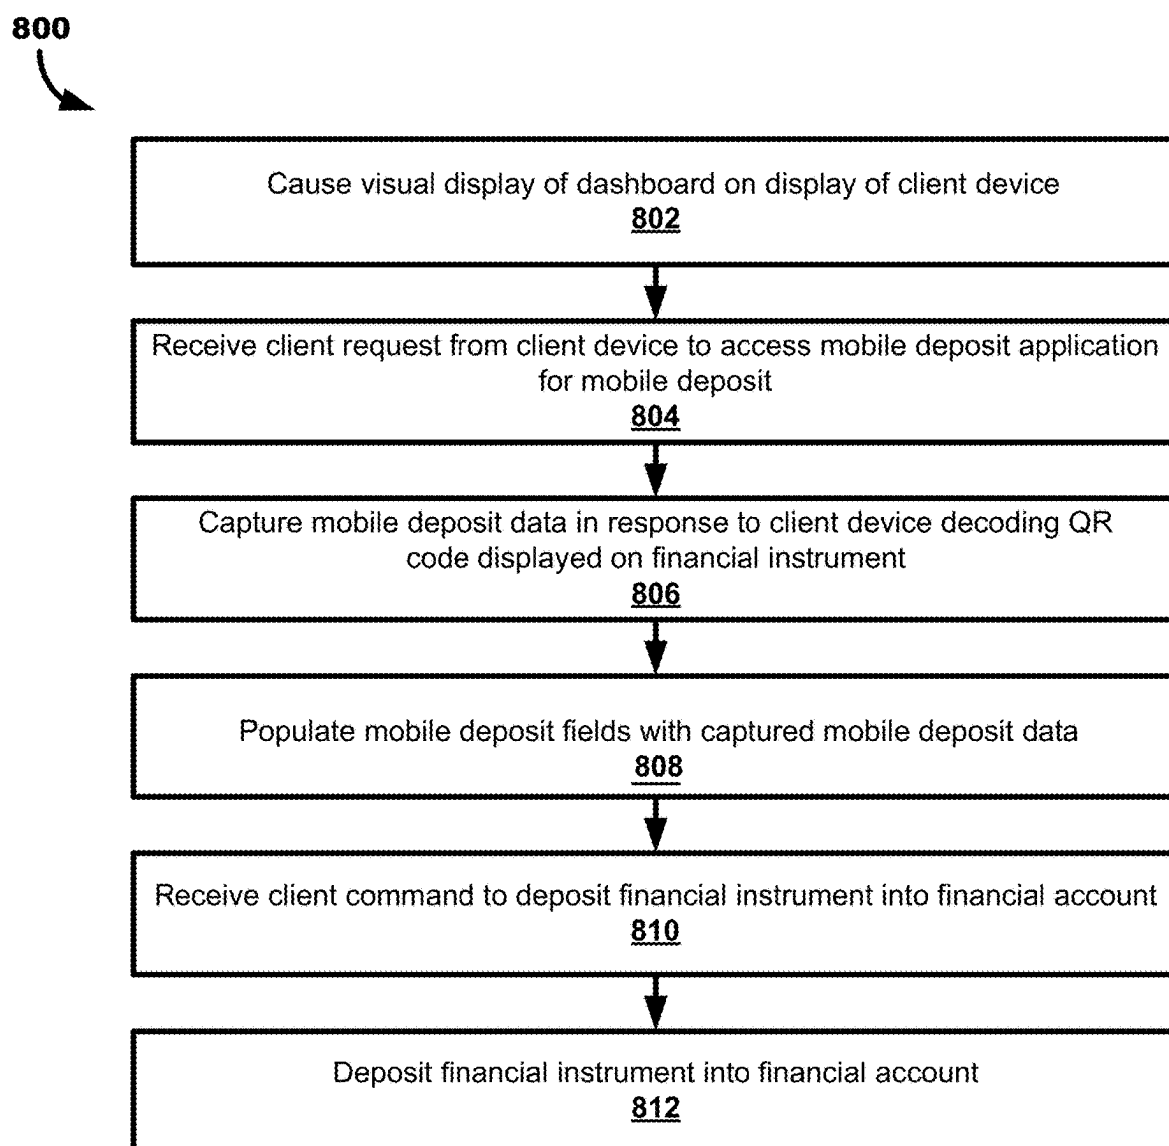 800
Cause visual display of dashboard on display of client device
802
Receive client request from client device to access mobile deposit application
for mobile deposit
804
Capture mobile deposit data in response to client device decoding QR
code displayed on financial instrument
806
Populate mobile deposit fields with captured mobile deposit data
808
Receive client command to deposit financial instrument into financial account
810
Deposit financial instrument into financial account
812